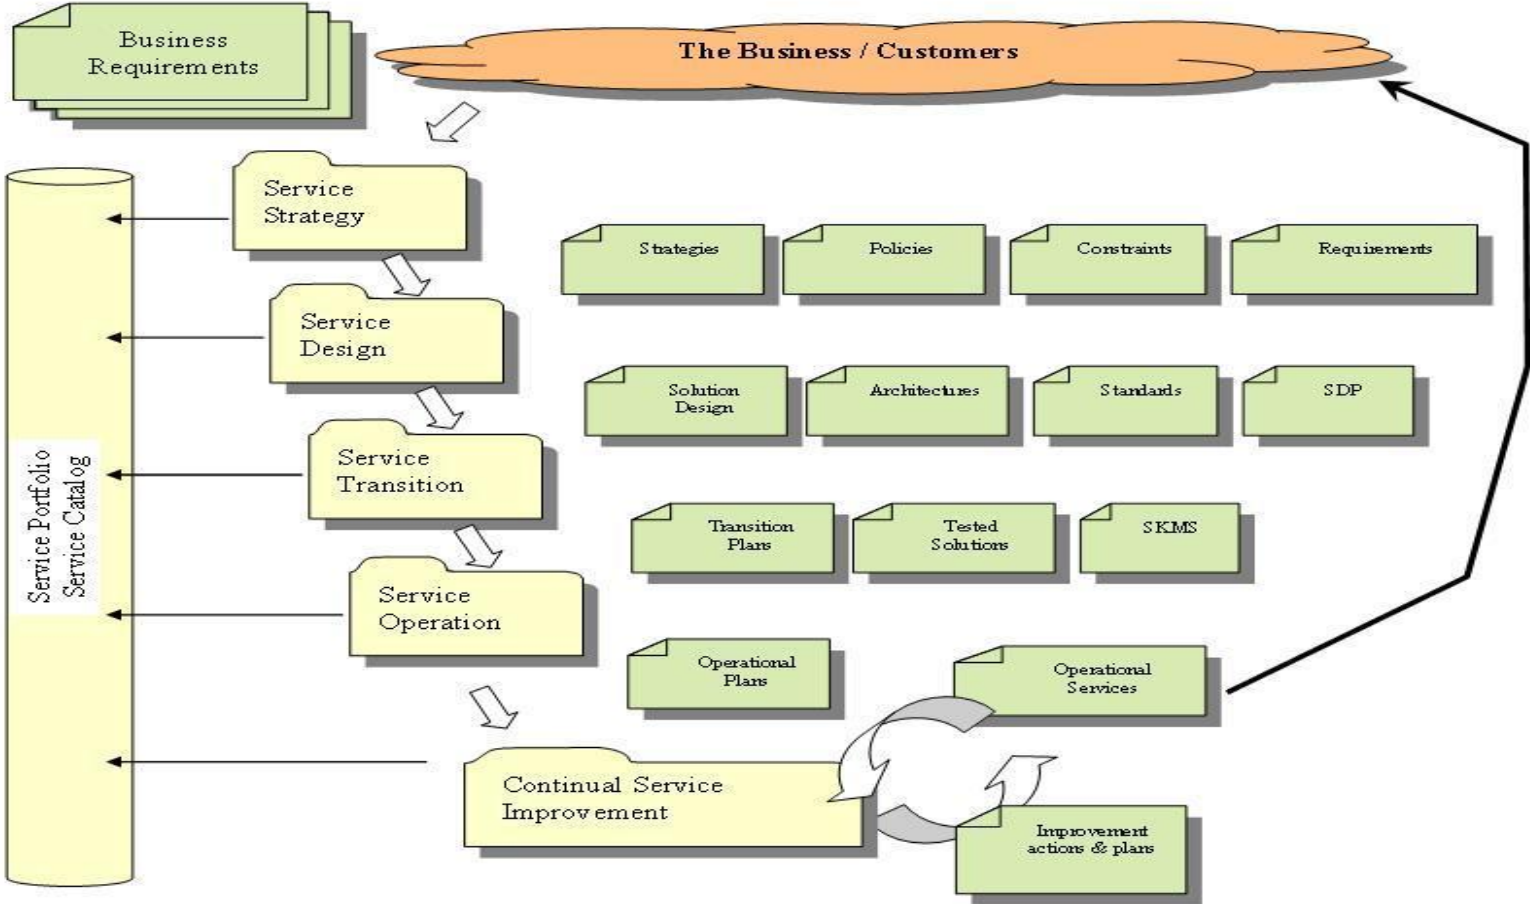 Business
Requirements
The Business / Customers
Service
Strategy
Strategies
Policies
Constraints
Requirements
Service
Design
Solution
Design
Architectures
Standards
SDP
Service Portfolio
Service Catalog
Service
Transition
Transition
Plans
Tested
Solutions
SKMS
Service
Operation
Operational
Plans
Operational
Services
Continual Service
Improvement
Improvement
actions & plans